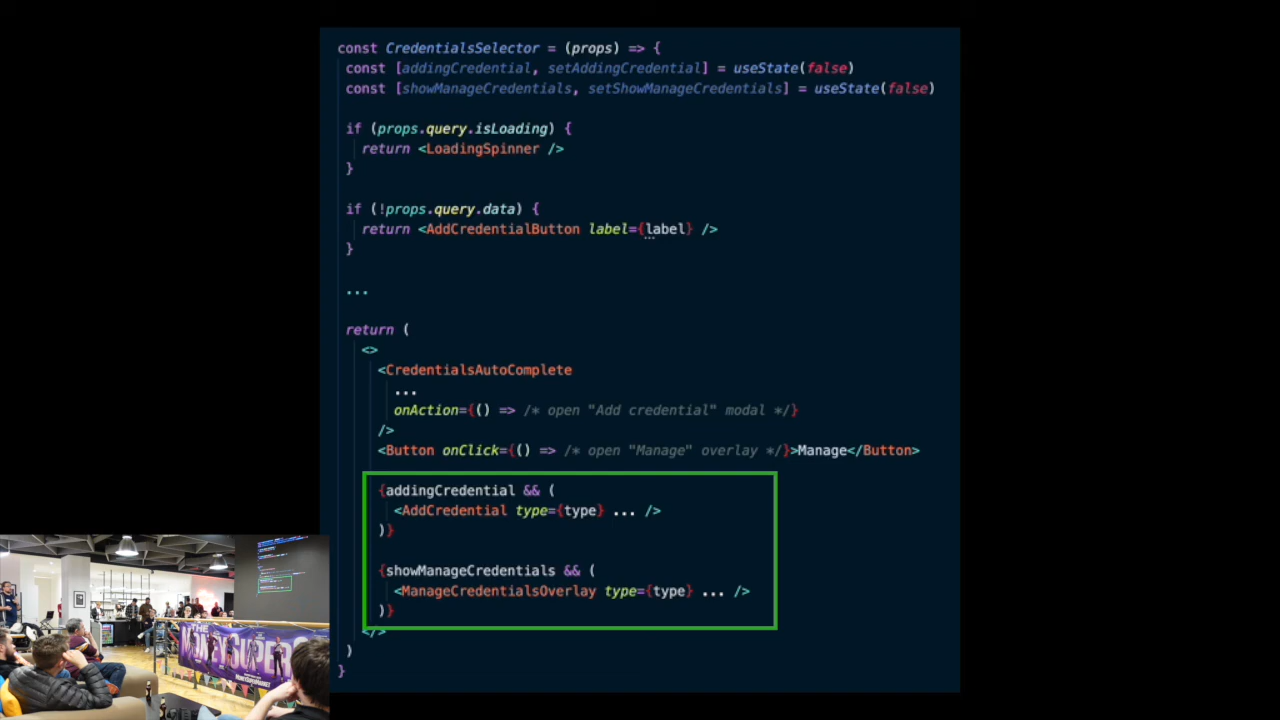 const CredentialsSelector = (props) => {
const [addingCredential, setAddingCredential] = useState(false)
const [showManageCredentials, setShowManageCredentials] = useState(false)
if (props.query.isLoading) {
return <LoadingSpinner />
}
if (!props.query.data) {
return <AddCredentialButton label={label} />
}
...
return (
<>
<CredentialsAutoComplete
...
onAction={() => /* open "Add credential" modal */}
/>
<Button onClick={() => /* open "Manage" overlay */}>Manage</Button>
{addingCredential && (
<AddCredential type={type} ... />
)}
{showManageCredentials && (
<ManageCredentialsOverlay type={type} ... />
)}
</>
)
}
THE
MONEYSUPER